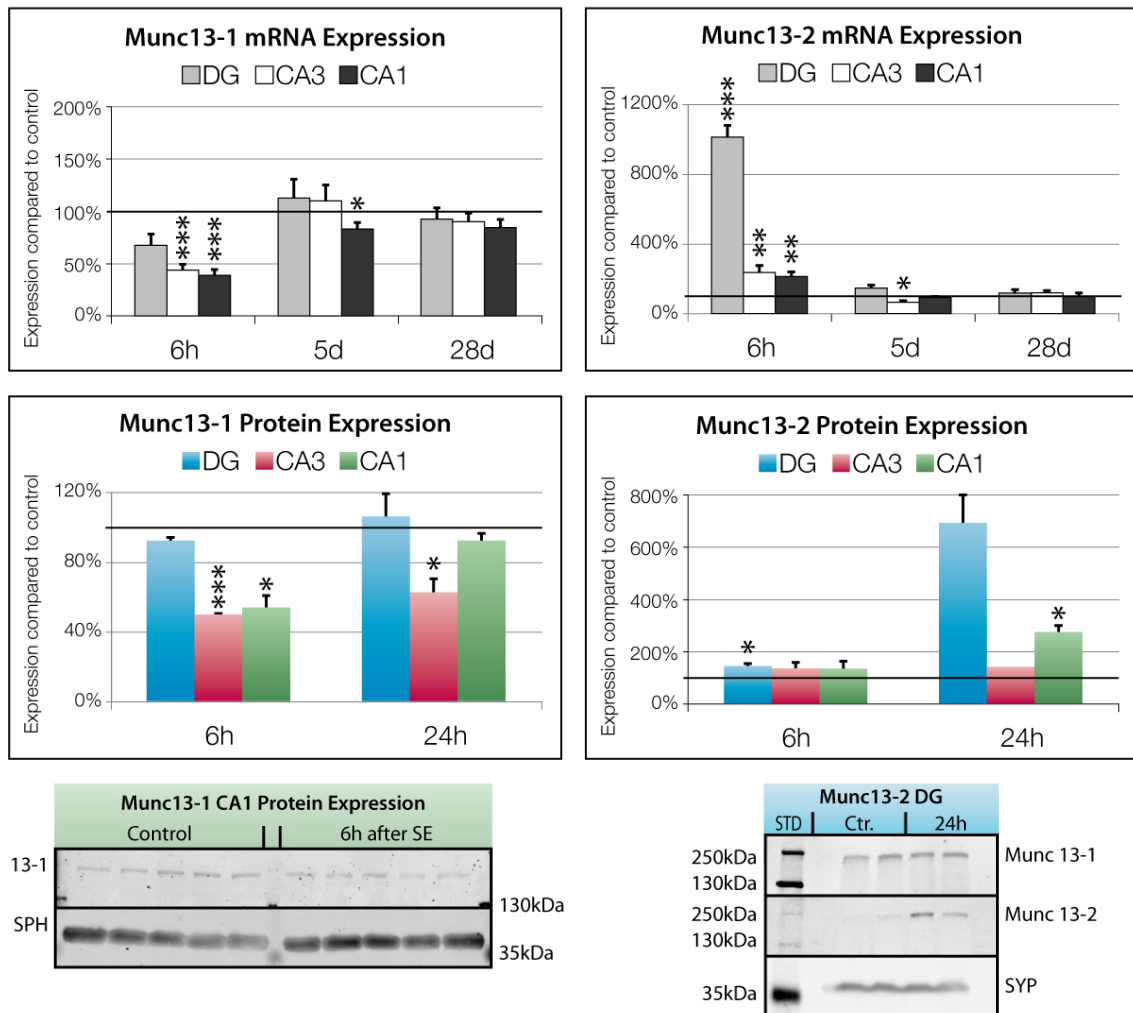 Munc13-1 mRNA Expression
DG CA3 CA1
Expression compared to control
200%
150%
100%
50%
0%
***
***
*
6h 5d 28d
Munc13-2 mRNA Expression
DG CA3 CA1
Expression compared to control
1200%
800%
400%
0%
***
**
**
*
6h 5d 28d
Munc13-1 Protein Expression
DG CA3 CA1
Expression compared to control
120%
80%
40%
0%
***
*
*
6h 24h
Munc13-2 Protein Expression
DG CA3 CA1
Expression compared to control
800%
600%
400%
200%
0%
*
*
6h 24h
Munc13-1 CA1 Protein Expression
Control 6h after SE
13-1
130kDa
SPH
35kDa
Munc13-2 DG
STD Ctr. 24h
250kDa Munc 13-1
130kDa
250kDa Munc 13-2
130kDa
35kDa SYP